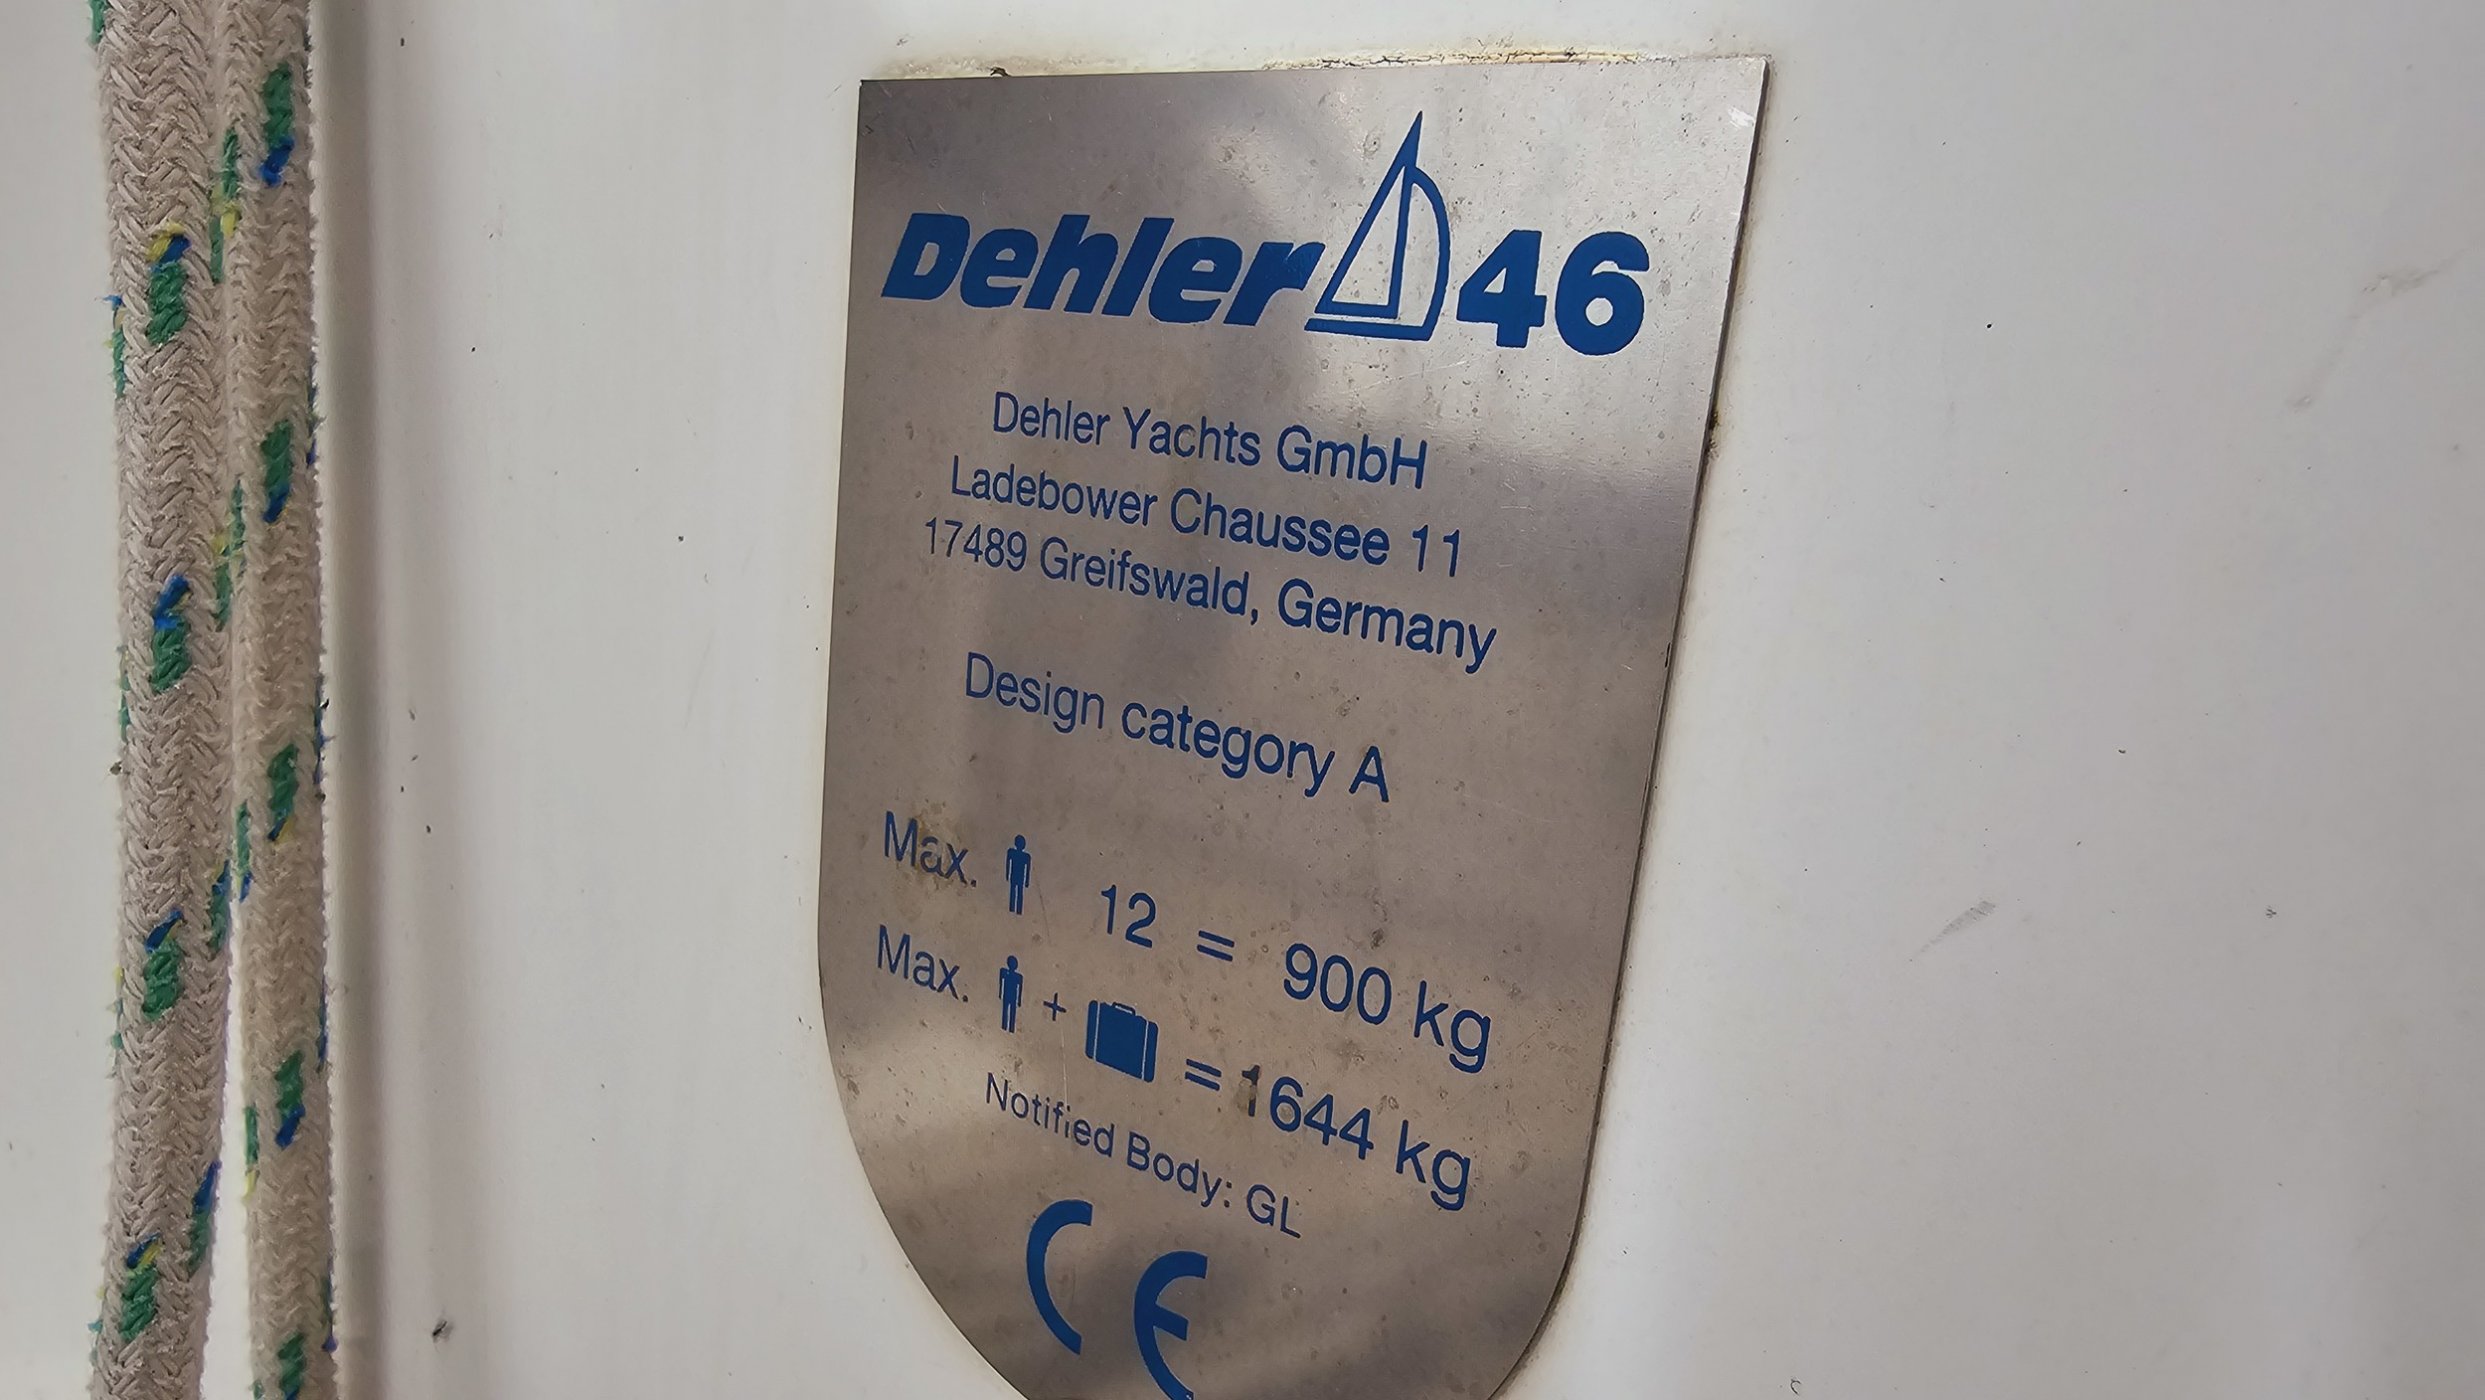 Dehler 46
Dehler Yachts GmbH
Ladebower Chaussee 11
17489 Greifswald, Germany
Design category A
Max. 12 = 900 kg
Max. + = 1644 kg
Notified Body: GL
CE